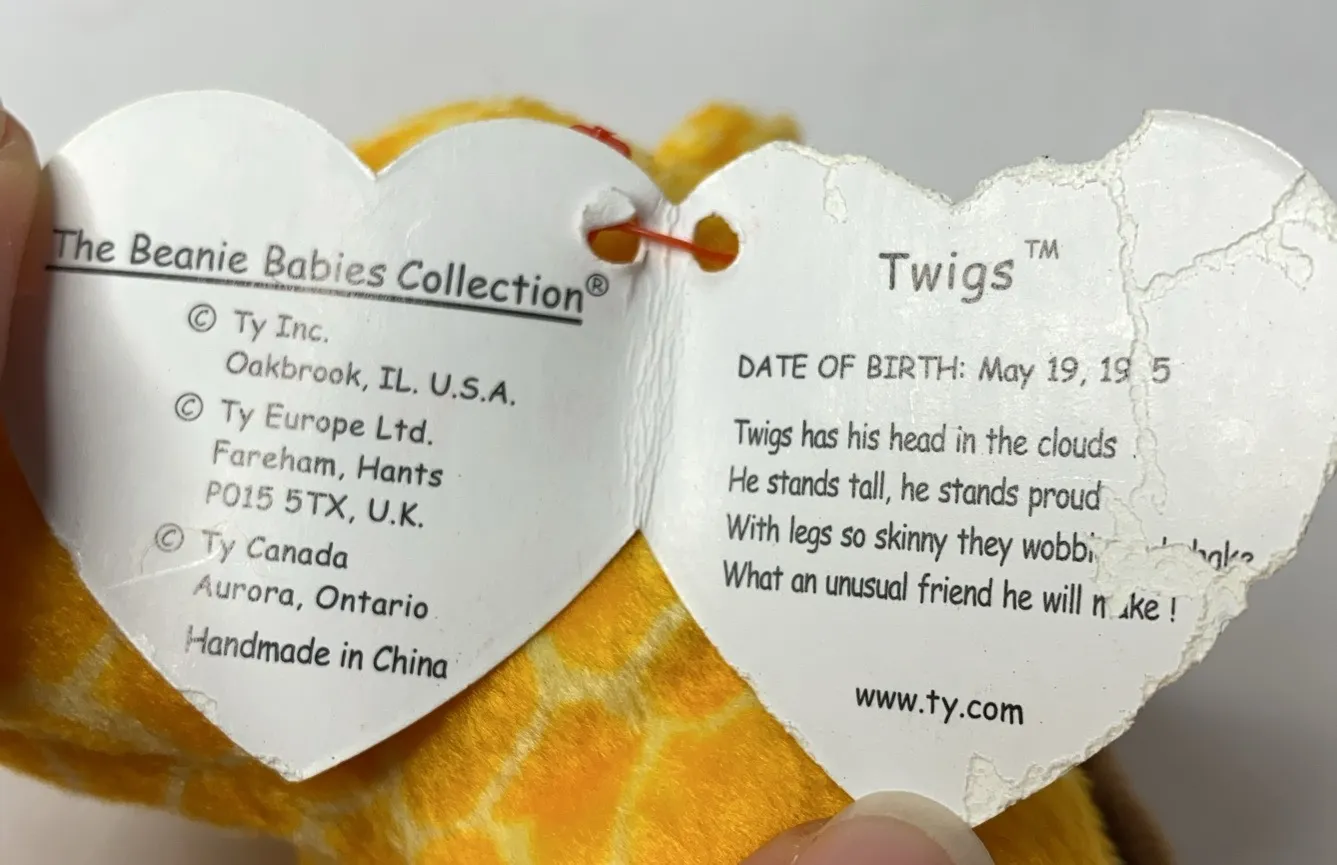 The Beanie Babies Collection®
© Ty Inc.
Oakbrook, IL. U.S.A.
© Ty Europe Ltd.
Fareham, Hants
PO15 5TX, U.K.
© Ty Canada
Aurora, Ontario
Handmade in China
Twigs™
DATE OF BIRTH: May 19, 19 5
Twigs has his head in the clouds
He stands tall, he stands proud
With legs so skinny they
What an unusual friend he will !
www.ty.com